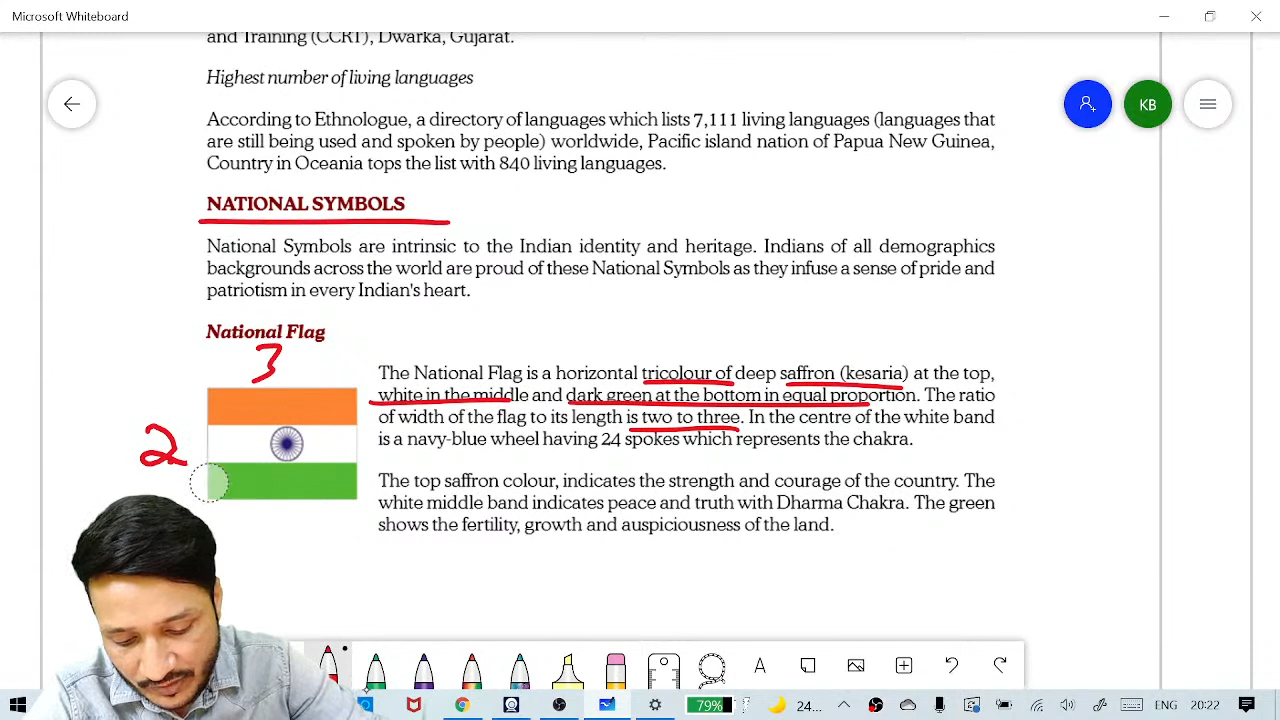 Microsoft Whiteboard
and Training (CCRT), Dwarka, Gujarat.
Highest number of living languages
KB
According to Ethnologue, a directory of languages which lists 7,111 living languages (languages that
are still being used and spoken by people) worldwide, Pacific island nation of Papua New Guinea,
Country in Oceania tops the list with 840 living languages.
NATIONAL SYMBOLS
National Symbols are intrinsic to the Indian identity and heritage. Indians of all demographics
backgrounds across the world are proud of these National Symbols as they infuse a sense of pride and
patriotism in every Indian's heart.
National Flag
3
2
The National Flag is a horizontal tricolour of deep saffron (kesaria) at the top,
white in the middle and dark green at the bottom in equal proportion. The ratio
of width of the flag to its length is two to three. In the centre of the white band
is a navy-blue wheel having 24 spokes which represents the chakra.
The top saffron colour, indicates the strength and courage of the country. The
white middle band indicates peace and truth with Dharma Chakra. The green
shows the fertility, growth and auspiciousness of the land.
A
79%
24...
ENG
20:22